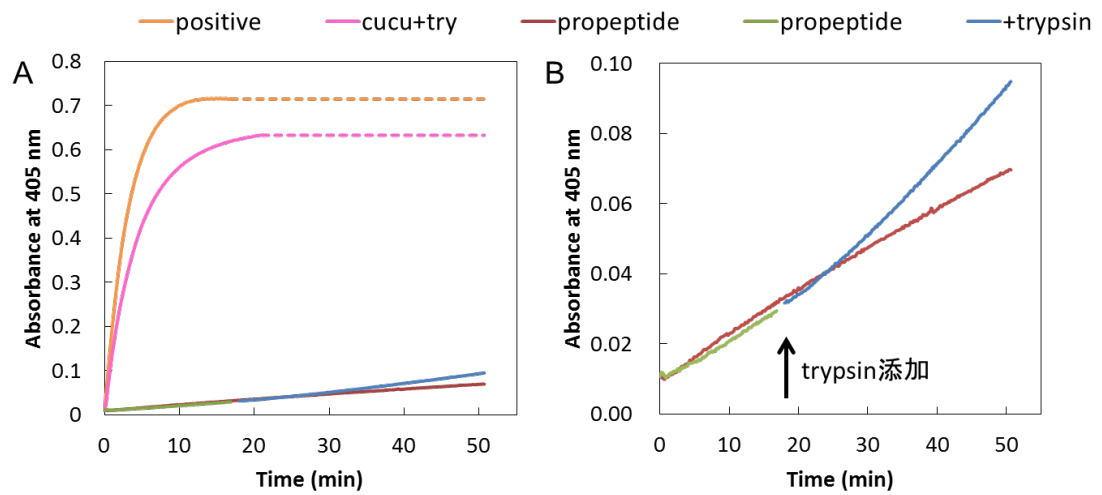 positive cucu+try propeptide propeptide +trypsin
A
0.8
0.7
0.6
0.5
0.4
0.3
0.2
0.1
0
Absorbance at 405 nm
0 10 20 30 40 50
Time (min)
B
0.10
0.08
0.06
0.04
0.02
0.00
Absorbance at 405 nm
trypsin添加
0 10 20 30 40 50
Time (min)